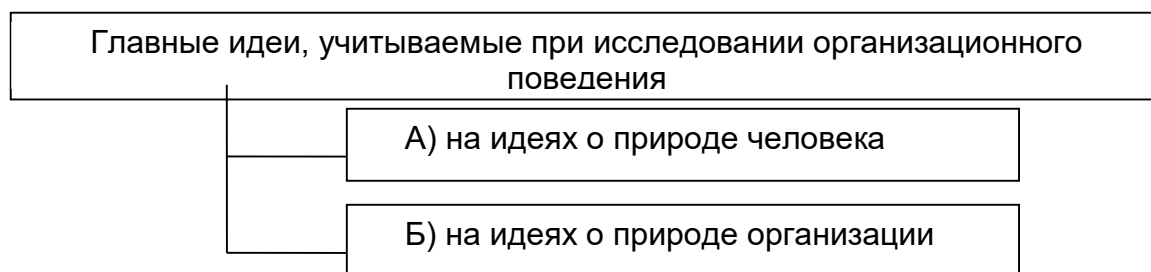 Главные идеи, учитываемые при исследовании организационного
поведения
А) на идеях о природе человека
Б) на идеях о природе организации